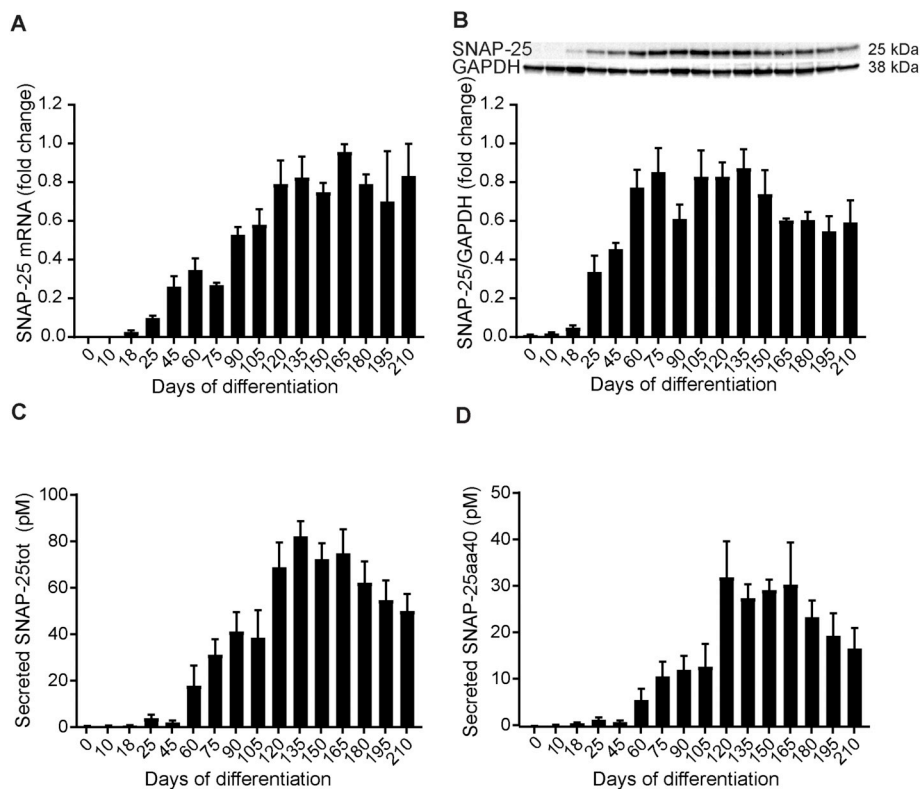 A
B
SNAP-25 25 kDa
GAPDH 38 kDa
SNAP-25 mRNA (fold change)
1.2
1.0
0.8
0.6
0.4
0.2
0.0
0 10 18 25 45 60 75 90 105 120 135 150 165 180 195 210
Days of differentiation
SNAP-25/GAPDH (fold change)
1.2
1.0
0.8
0.6
0.4
0.2
0.0
0 10 18 25 45 60 75 90 105 120 135 150 165 180 195 210
Days of differentiation
C
D
Secreted SNAP-25tot (pM)
100
80
60
40
20
0
0 10 18 25 45 60 75 90 105 120 135 150 165 180 195 210
Days of differentiation
Secreted SNAP-25aa40 (pM)
50
40
30
20
10
0
0 10 18 25 45 60 75 90 105 120 135 150 165 180 195 210
Days of differentiation